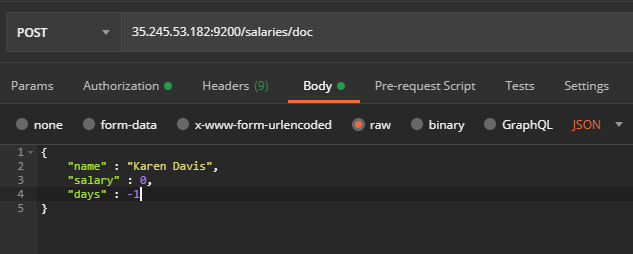 POST 35.245.53.182:9200/salaries/doc
Params Authorization Headers (9) Body Pre-request Script Tests Settings
none form-data x-www-form-urlencoded raw binary GraphQL JSON
1 {
2 "name" : "Karen Davis",
3 "salary" : 0,
4 "days" : -1
5 }